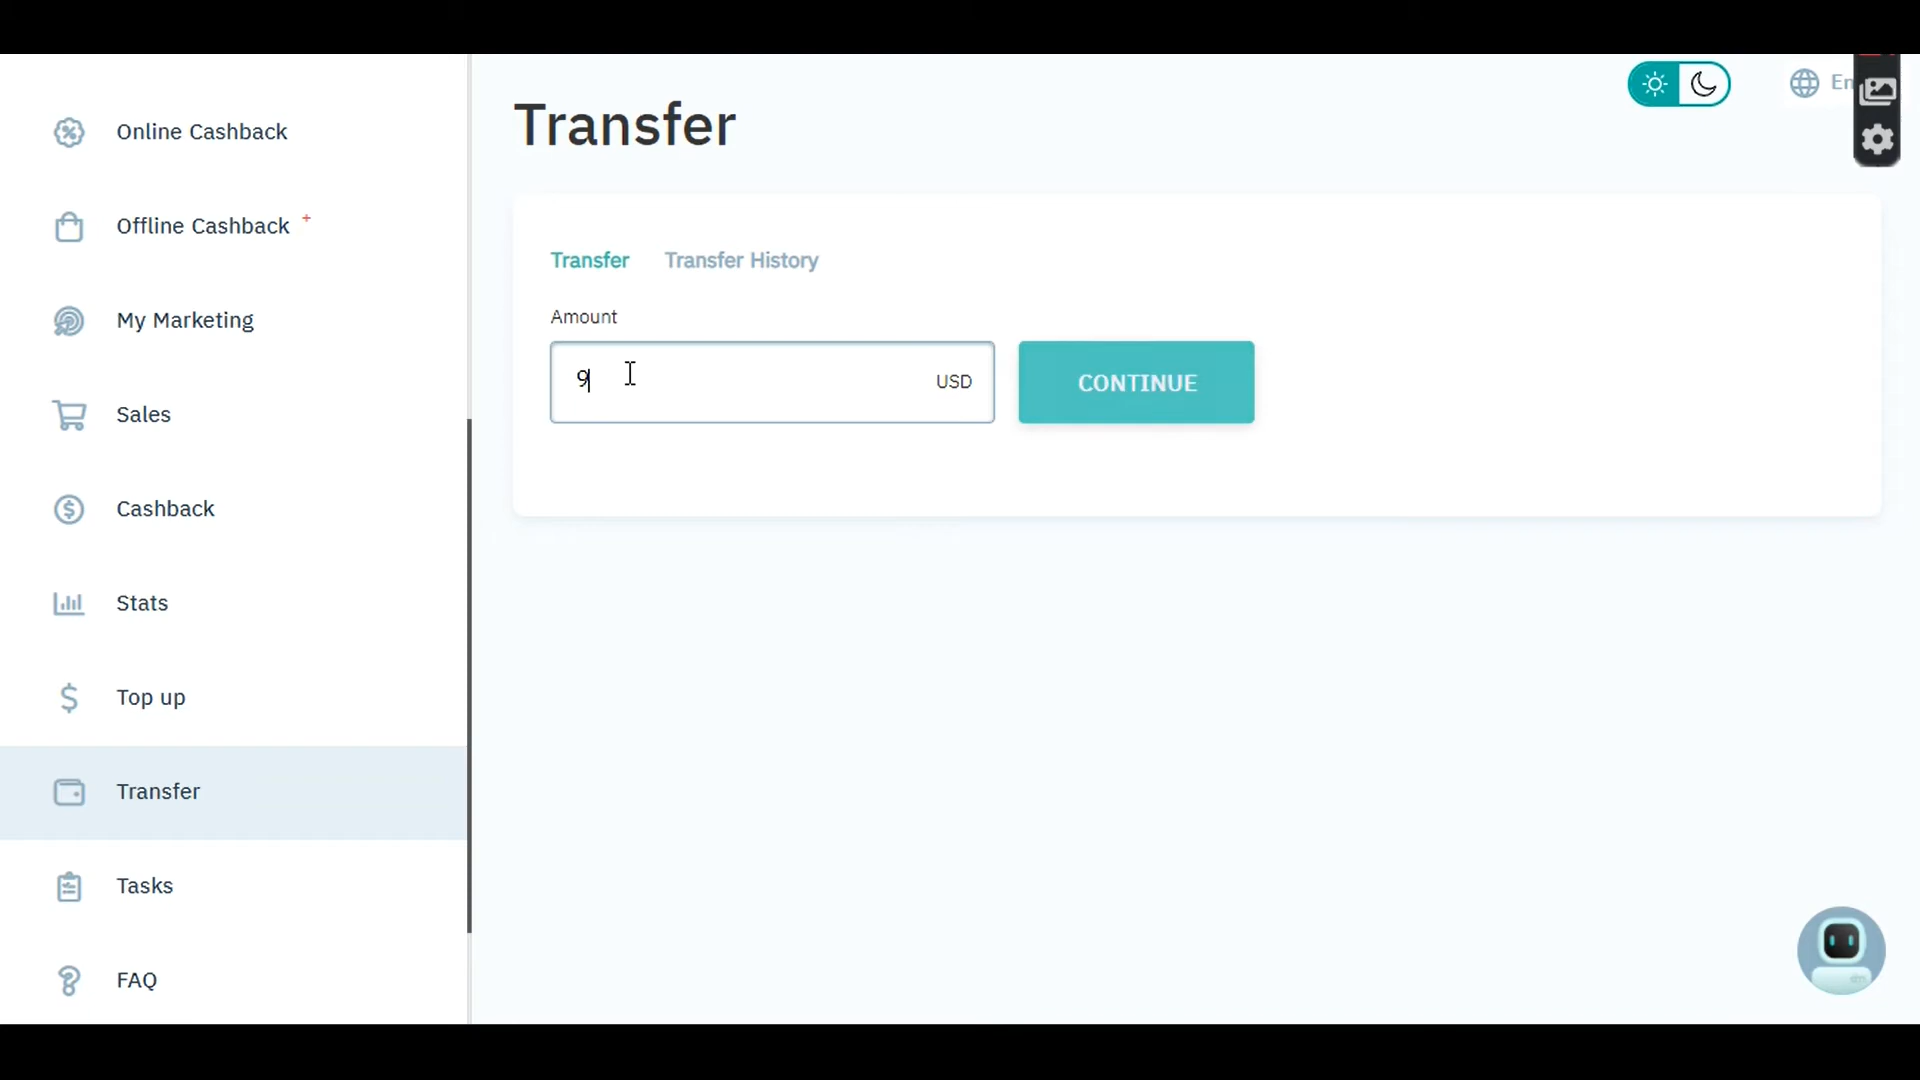 Online Cashback
Offline Cashback +
My Marketing
Sales
Cashback
Stats
Top up
Transfer
Tasks
FAQ
Transfer
En
Transfer Transfer History
Amount
9 USD
CONTINUE